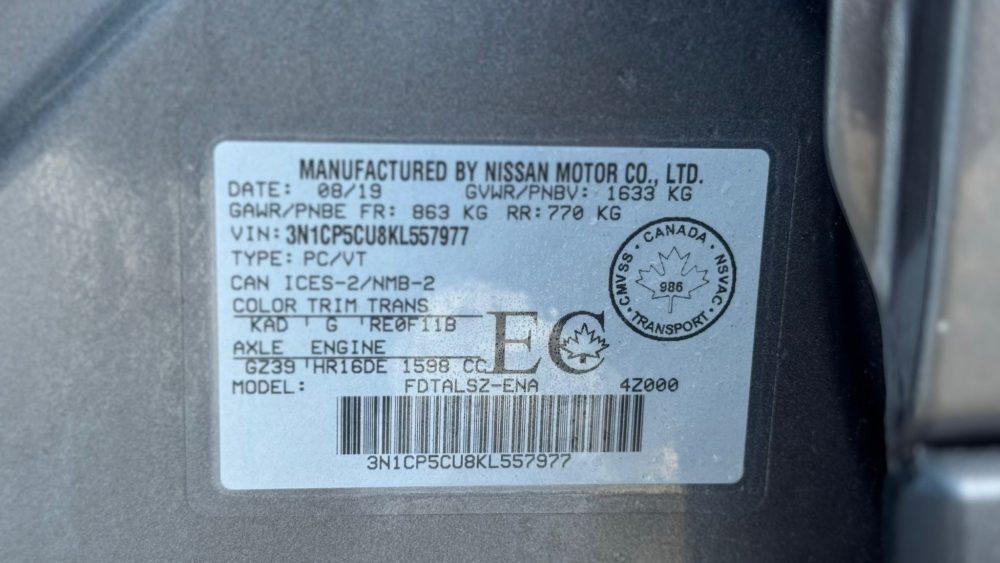 MANUFACTURED BY NISSAN MOTOR CO., LTD.
DATE: 08/19 GVWR/PNBV: 1633 KG
GAWR/PNBE FR: 863 KG RR:770 KG
VIN: 3N1CP5CU8KL557977
TYPE: PC/VT
CAN ICES-2/NMB-2
COLOR TRIM TRANS
KAD ' G 'RE0F11B
AXLE ENGINE
GZ39 'HR16DE 1598 CC
MODEL: FDTALSZ-ENA 4Z000
3N1CP5CU8KL557977
EC
CMVSS · CANADA · NSVAC
986
· TRANSPORT ·